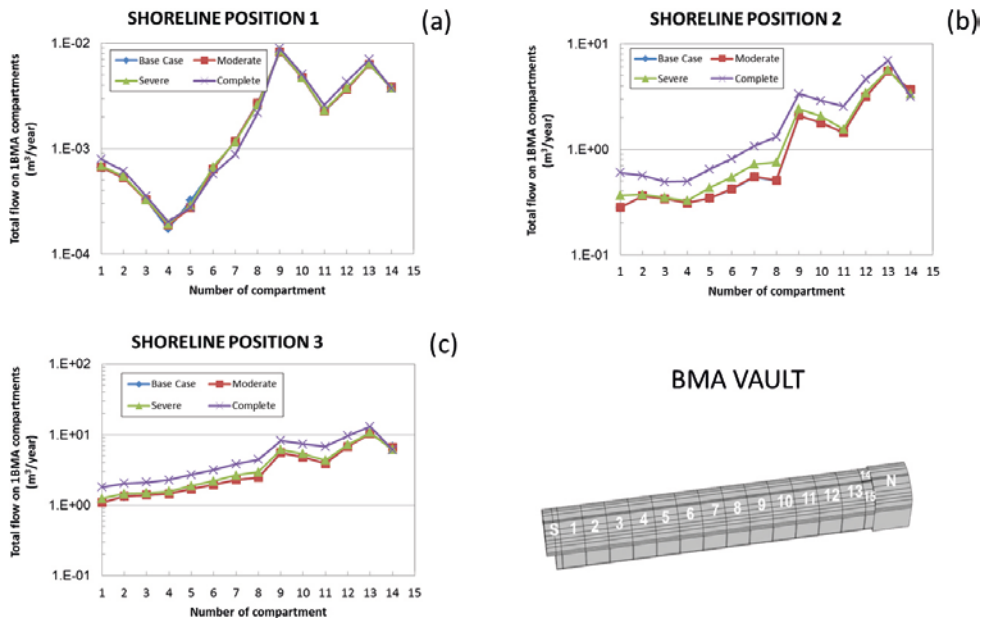 SHORELINE POSITION 1
(a)
Total flow on 1BMA compartments
(m³/year)
1.E-02
1.E-03
1.E-04
Base Case
Moderate
Severe
Complete
1 2 3 4 5 6 7 8 9 10 11 12 13 14 15
Number of compartment
SHORELINE POSITION 2
(b)
Total flow on 1BMA compartments
(m³/year)
1.E+01
1.E+00
1.E-01
Base Case
Moderate
Severe
Complete
1 2 3 4 5 6 7 8 9 10 11 12 13 14 15
Number of compartment
SHORELINE POSITION 3
(c)
Total flow on 1BMA compartments
(m³/year)
1.E+02
1.E+01
1.E+00
1.E-01
Base Case
Moderate
Severe
Complete
1 2 3 4 5 6 7 8 9 10 11 12 13 14 15
Number of compartment
BMA VAULT
S 1 2 3 4 5 6 7 8 9 10 11 12 13 14 15 N